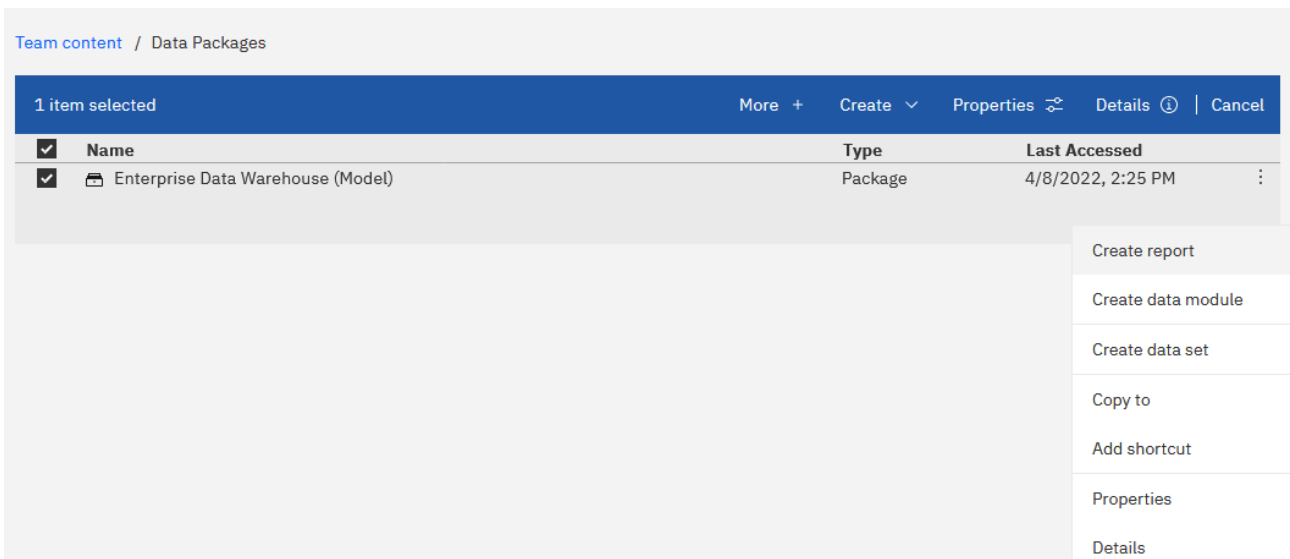 Team content / Data Packages
1 item selected More + Create Properties Details | Cancel
Name Type Last Accessed
Enterprise Data Warehouse (Model) Package 4/8/2022, 2:25 PM
Create report
Create data module
Create data set
Copy to
Add shortcut
Properties
Details